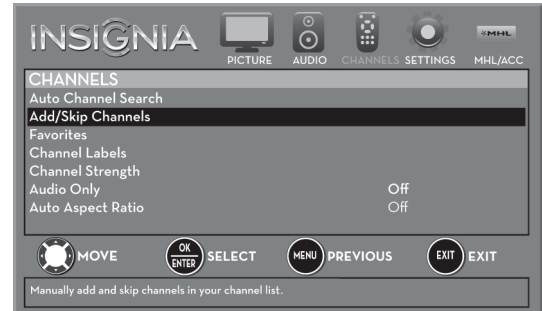 INSIGNIA
PICTURE AUDIO CHANNELS SETTINGS MHL MHL/ACC
CHANNELS
Auto Channel Search
Add/Skip Channels
Favorites
Channel Labels
Channel Strength
Audio Only Off
Auto Aspect Ratio Off
MOVE OK ENTER SELECT MENU PREVIOUS EXIT EXIT
Manually add and skip channels in your channel list.